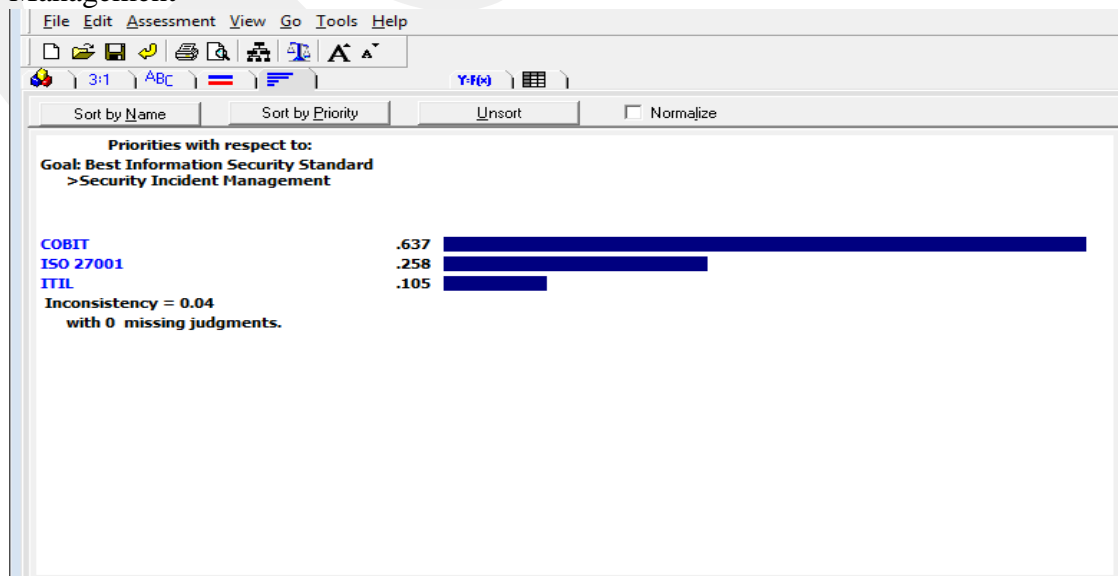 Management
File Edit Assessment View Go Tools Help
A A
3:1 ABC Y=F(x)
Sort by Name Sort by Priority Unsort Normalize
Priorities with respect to:
Goal: Best Information Security Standard
>Security Incident Management
COBIT .637
ISO 27001 .258
ITIL .105
Inconsistency = 0.04
with 0 missing judgments.